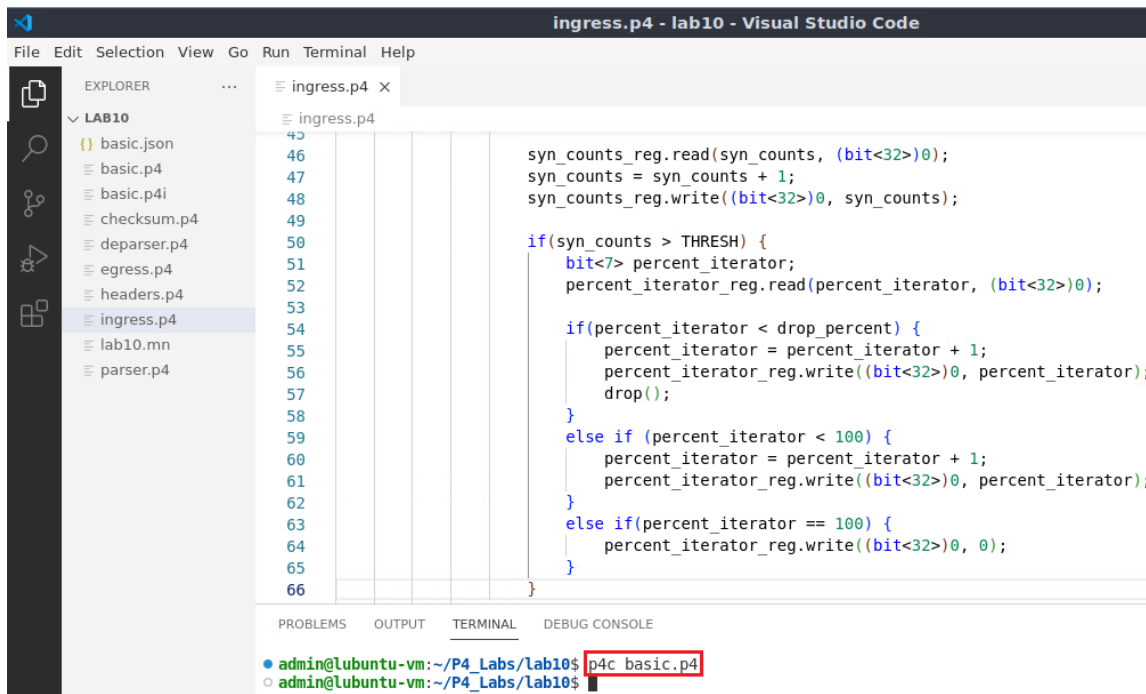 ingress.p4 - lab10 - Visual Studio Code
File Edit Selection View Go Run Terminal Help
EXPLORER ...
ingress.p4 ×
LAB10
ingress.p4
{} basic.json
basic.p4
basic.p4i
checksum.p4
deparser.p4
egress.p4
headers.p4
ingress.p4
lab10.mn
parser.p4
45
46 syn_counts_reg.read(syn_counts, (bit<32>)0);
47 syn_counts = syn_counts + 1;
48 syn_counts_reg.write((bit<32>)0, syn_counts);
49
50 if(syn_counts > THRESH) {
51 bit<7> percent_iterator;
52 percent_iterator_reg.read(percent_iterator, (bit<32>)0);
53
54 if(percent_iterator < drop_percent) {
55 percent_iterator = percent_iterator + 1;
56 percent_iterator_reg.write((bit<32>)0, percent_iterator);
57 drop();
58 }
59 else if (percent_iterator < 100) {
60 percent_iterator = percent_iterator + 1;
61 percent_iterator_reg.write((bit<32>)0, percent_iterator);
62 }
63 else if(percent_iterator == 100) {
64 percent_iterator_reg.write((bit<32>)0, 0);
65 }
66 }
PROBLEMS OUTPUT TERMINAL DEBUG CONSOLE
admin@lubuntu-vm:~/P4_Labs/lab10$ p4c basic.p4
admin@lubuntu-vm:~/P4_Labs/lab10$